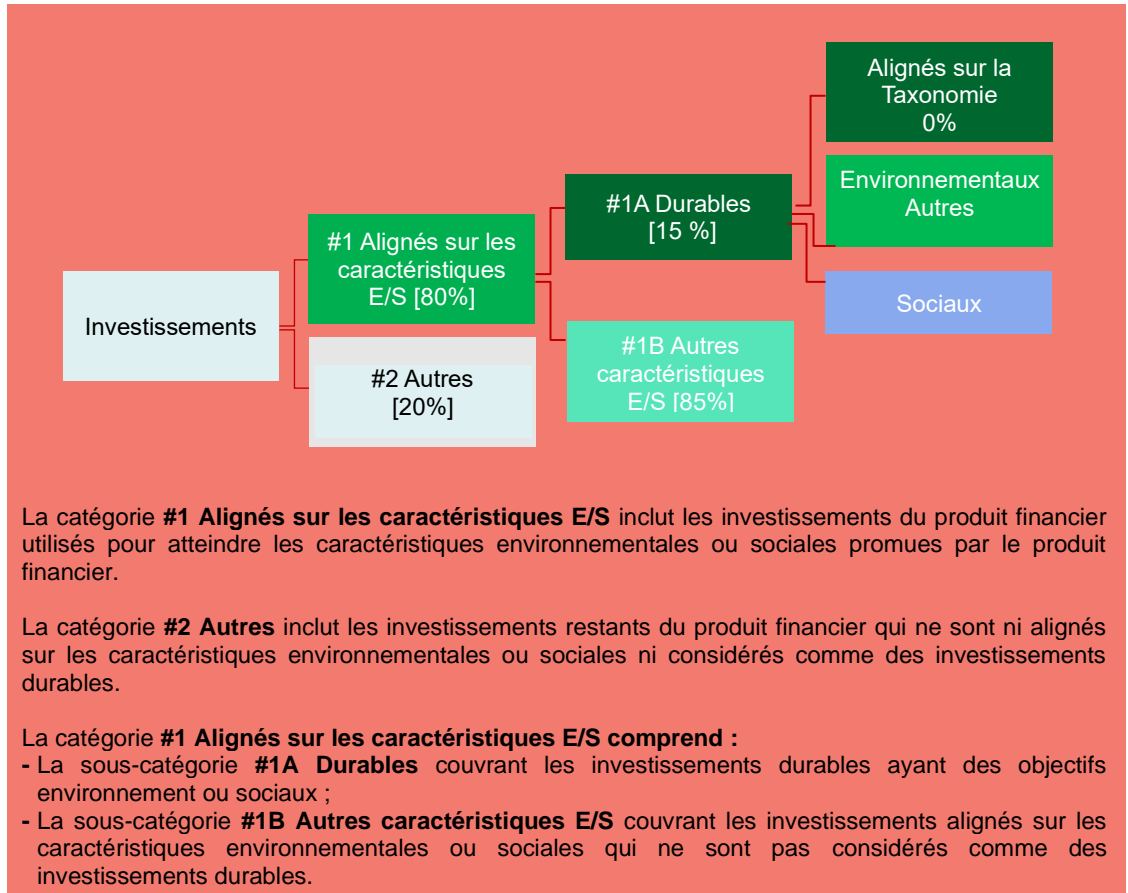 Alignés sur la
Taxonomie
0%
Environnementaux
Autres
#1A Durables
[15 %]
#1 Alignés sur les
caractéristiques
E/S [80%]
Sociaux
Investissements
#1B Autres
caractéristiques
E/S [85%]
#2 Autres
[20%]
La catégorie #1 Alignés sur les caractéristiques E/S inclut les investissements du produit financier
utilisés pour atteindre les caractéristiques environnementales ou sociales promues par le produit
financier.
La catégorie #2 Autres inclut les investissements restants du produit financier qui ne sont ni alignés
sur les caractéristiques environnementales ou sociales ni considérés comme des investissements
durables.
La catégorie #1 Alignés sur les caractéristiques E/S comprend :
- La sous-catégorie #1A Durables couvrant les investissements durables ayant des objectifs
environnement ou sociaux ;
- La sous-catégorie #1B Autres caractéristiques E/S couvrant les investissements alignés sur les
caractéristiques environnementales ou sociales qui ne sont pas considérés comme des
investissements durables.